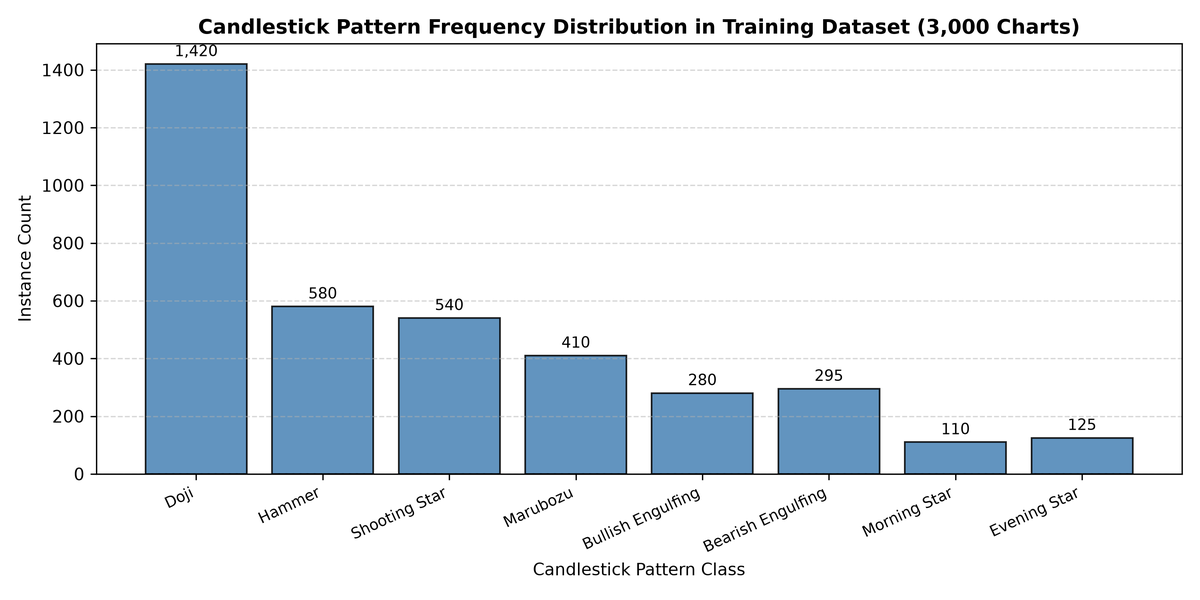 Candlestick Pattern Frequency Distribution in Training Dataset (3,000 Charts)
Instance Count
1400
1200
1000
800
600
400
200
0
1,420
580
540
410
280
295
110
125
Doji
Hammer
Shooting Star
Marubozu
Bullish Engulfing
Bearish Engulfing
Morning Star
Evening Star
Candlestick Pattern Class